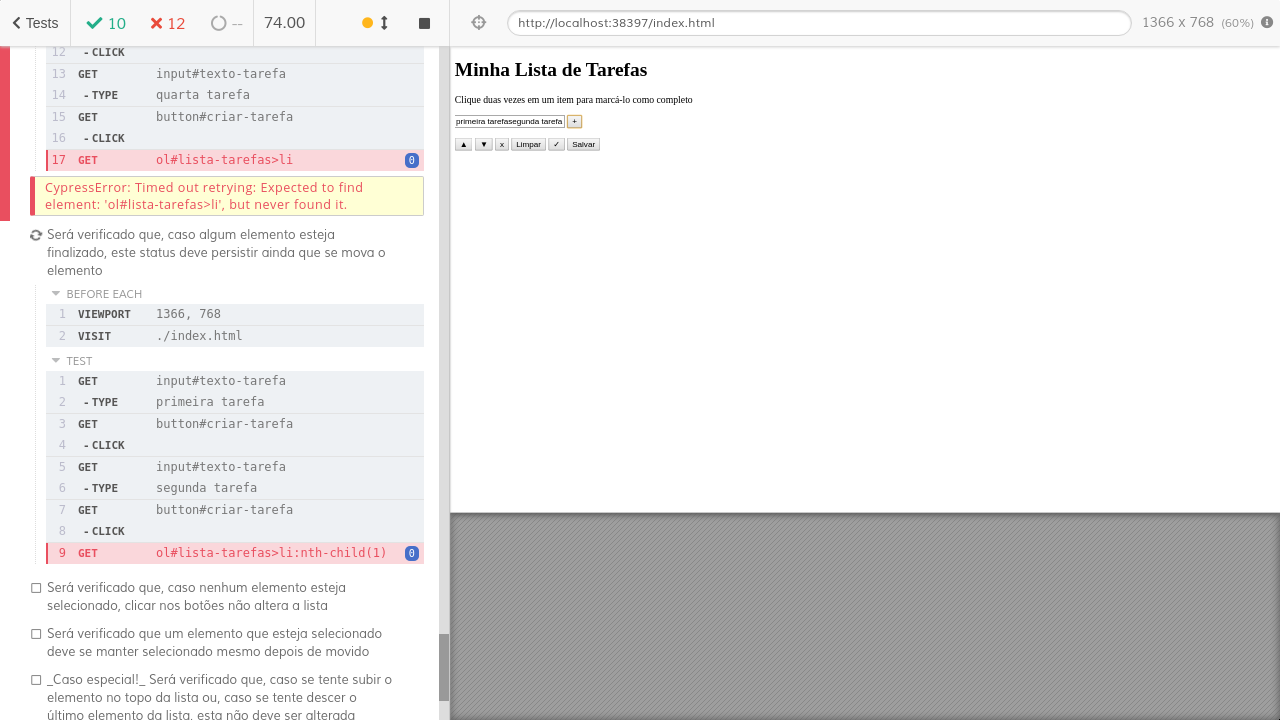 Tests 10 12 -- 74.00 http://localhost:38397/index.html 1366 x 768 (60%)
12 - CLICK
13 GET input#texto-tarefa
14 - TYPE quarta tarefa
15 GET button#criar-tarefa
16 - CLICK
17 GET ol#lista-tarefas>li 0
CypressError: Timed out retrying: Expected to find
element: 'ol#lista-tarefas>li', but never found it.
Será verificado que, caso algum elemento esteja
finalizado, este status deve persistir ainda que se mova o
elemento
BEFORE EACH
1 VIEWPORT 1366, 768
2 VISIT ./index.html
TEST
1 GET input#texto-tarefa
2 - TYPE primeira tarefa
3 GET button#criar-tarefa
4 - CLICK
5 GET input#texto-tarefa
6 - TYPE segunda tarefa
7 GET button#criar-tarefa
8 - CLICK
9 GET ol#lista-tarefas>li:nth-child(1) 0
Será verificado que, caso nenhum elemento esteja
selecionado, clicar nos botões não altera a lista
Será verificado que um elemento que esteja selecionado
deve se manter selecionado mesmo depois de movido
_Caso especial!_ Será verificado que, caso se tente subir o
elemento no topo da lista ou, caso se tente descer o
último elemento da lista, esta não deve ser alterada
Minha Lista de Tarefas
Clique duas vezes em um item para marcá-lo como completo
primeira tarefasegunda tarefa +
▲ ▼ x Limpar ✓ Salvar